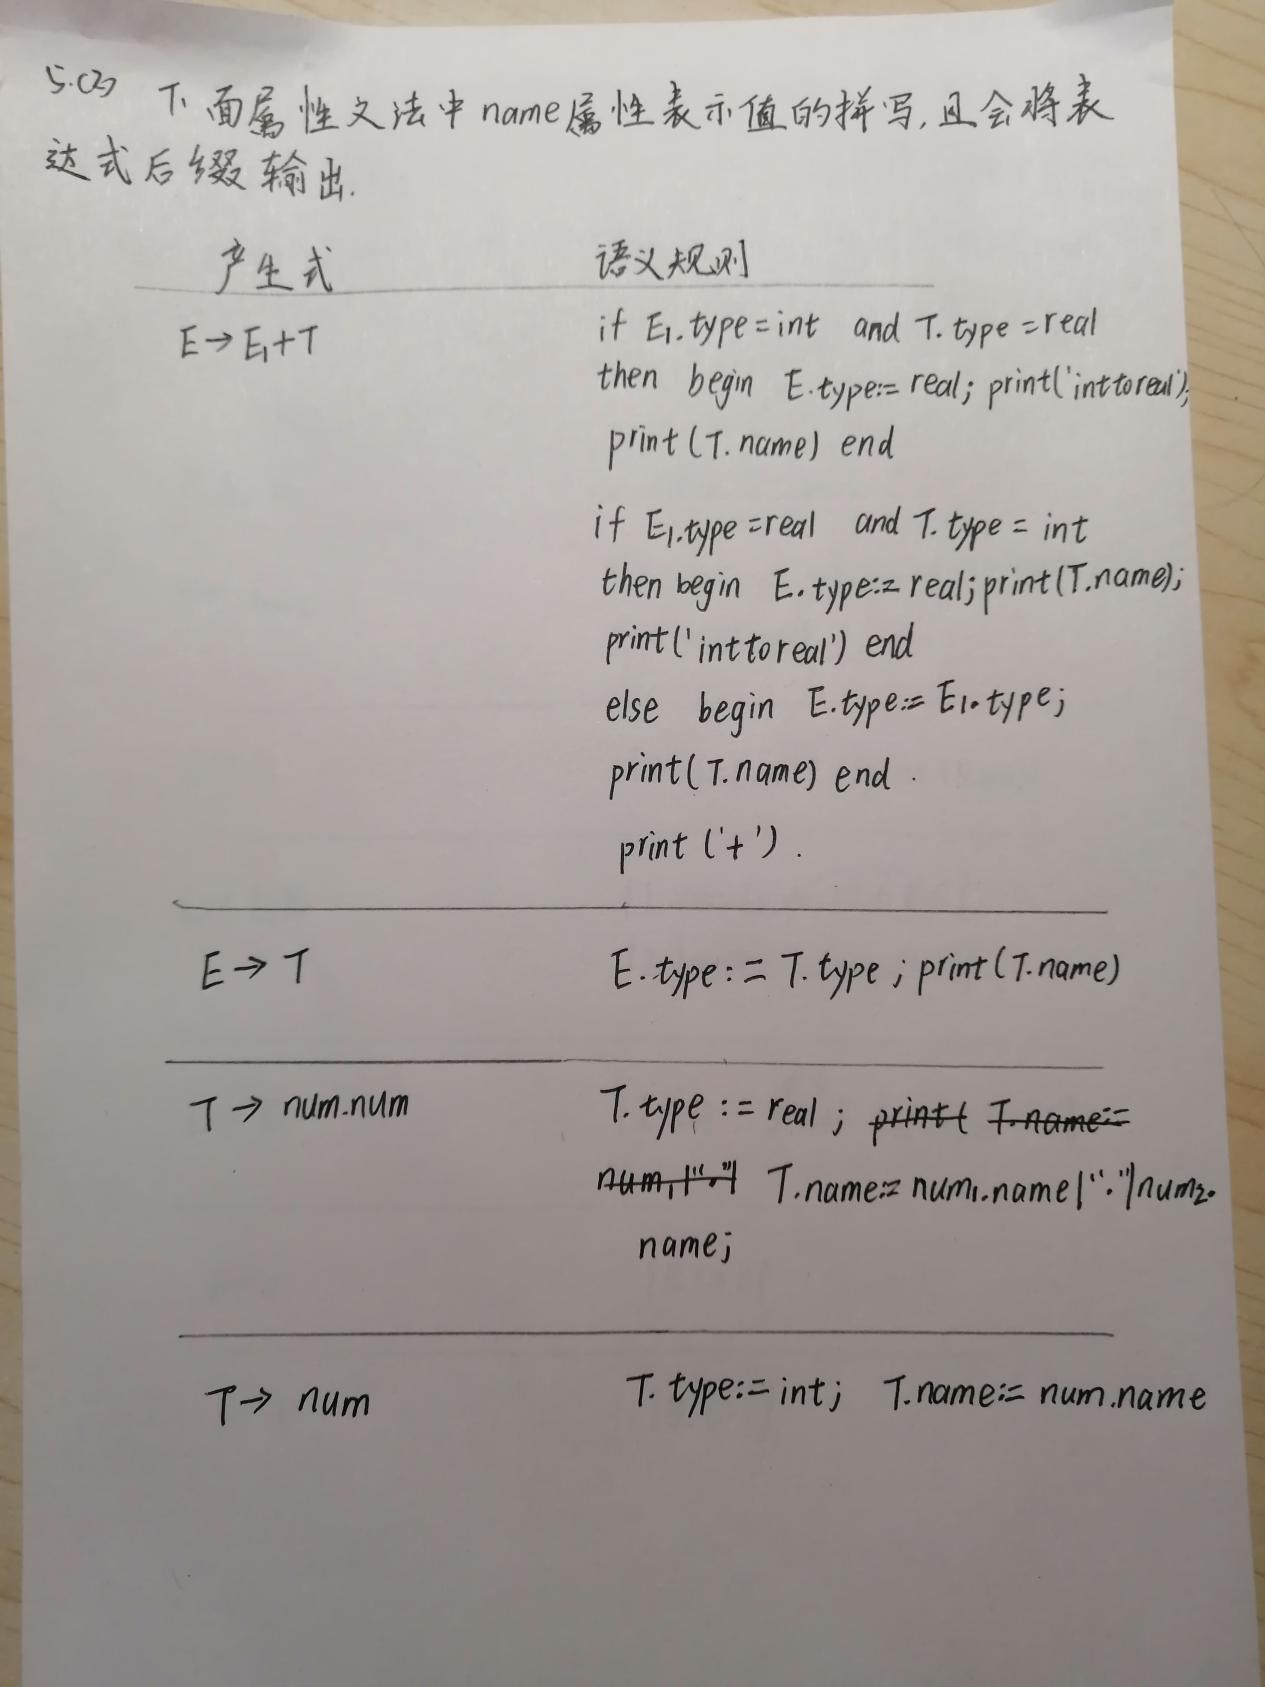 5.(2) 下面属性文法中name属性表示值的拼写,且会将表
达式后缀输出.
产生式 语义规则
E→E₁+T if E₁.type=int and T.type=real
then begin E.type:=real; print('inttoreal');
print(T.name) end
if E₁.type=real and T.type=int
then begin E.type:=real; print(T.name);
print('inttoreal') end
else begin E.type:=E₁.type;
print(T.name) end.
print('+').
E→T E.type:=T.type; print(T.name)
T→num.num T.type:=real; print( T.name:=
num₁|"."| T.name:=num₁.name|"."|num₂.
name;
T→num T.type:=int; T.name:=num.name